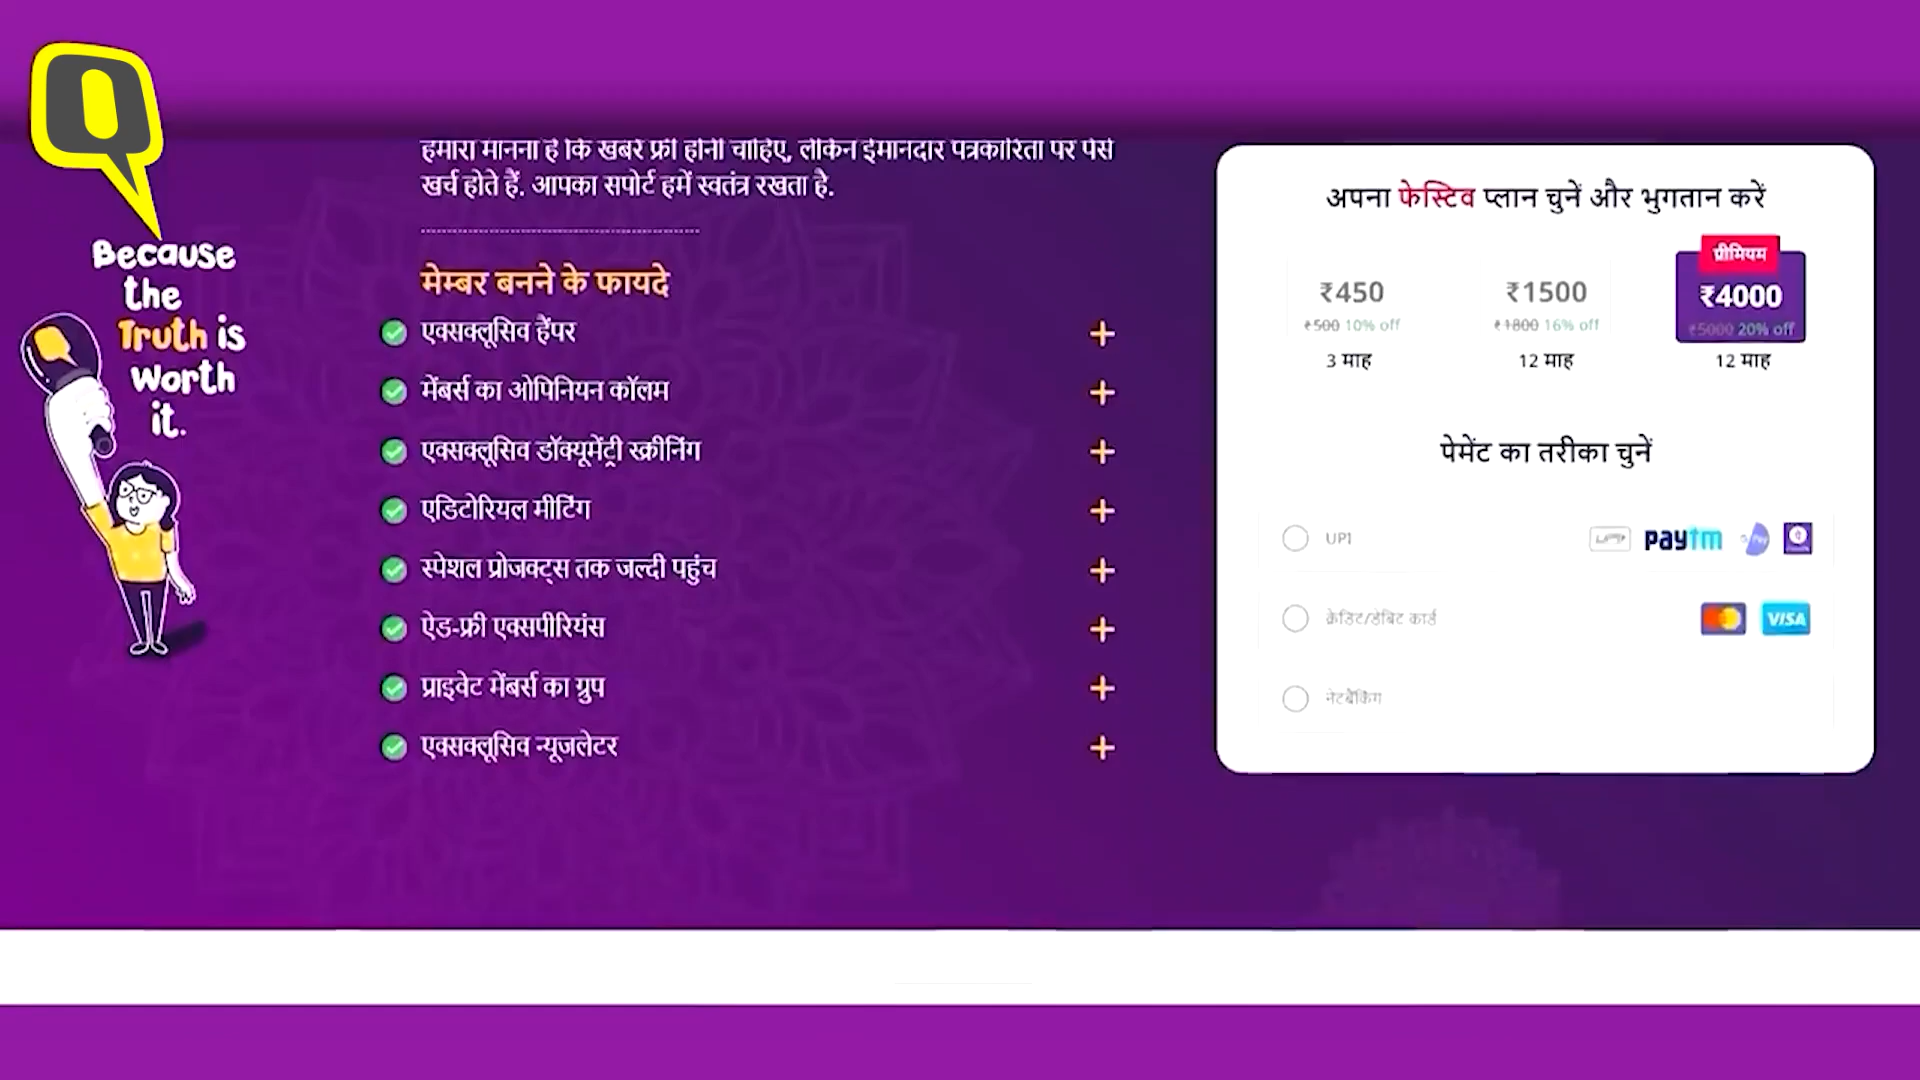 Because
the
Truth is
worth
it.
हमारा मानना है कि खबरें फ्री होनी चाहिए, लेकिन ईमानदार पत्रकारिता पर पैसे
खर्च होते हैं. आपका सपोर्ट हमें स्वतंत्र रखता है.
मेम्बर बनने के फायदे
एक्सक्लूसिव हैंपर
मेंबर्स का ओपिनियन कॉलम
एक्सक्लूसिव डॉक्यूमेंट्री स्क्रीनिंग
एडिटोरियल मीटिंग
स्पेशल प्रोजक्ट्स तक जल्दी पहुंच
ऐड-फ्री एक्सपीरियंस
प्राइवेट मेंबर्स का ग्रुप
एक्सक्लूसिव न्यूजलेटर
अपना फेस्टिव प्लान चुनें और भुगतान करें
प्रीमियम
₹450 ₹1500 ₹4000
₹500 10% off ₹1800 16% off ₹5000 20% off
3 माह 12 माह 12 माह
पेमेंट का तरीका चुनें
UPI paytm
क्रेडिट/डेबिट कार्ड VISA
नेटबैंकिंग